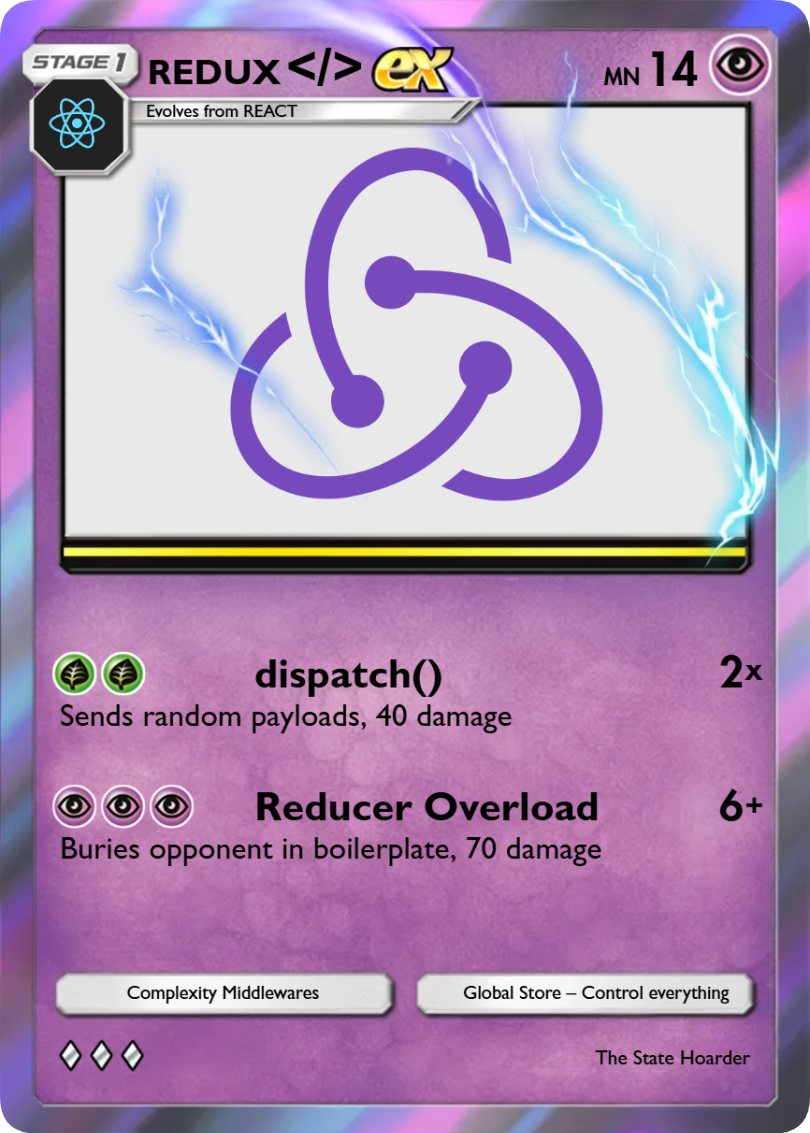 STAGE 1
REDUX </> ex MN 14
Evolves from REACT
dispatch() 2x
Sends random payloads, 40 damage
Reducer Overload 6+
Buries opponent in boilerplate, 70 damage
Complexity Middlewares Global Store – Control everything
The State Hoarder